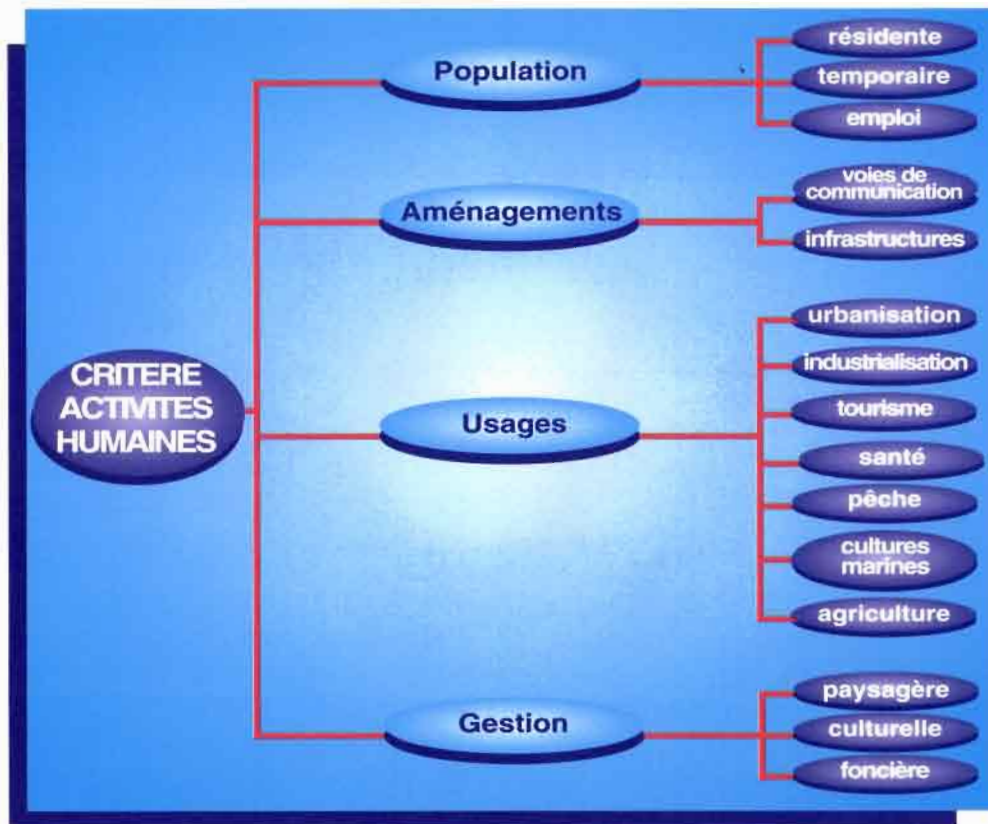 CRITERE
ACTIVITES
HUMAINES
Population
résidente
temporaire
emploi
Aménagements
voies de
communication
infrastructures
Usages
urbanisation
industrialisation
tourisme
santé
pêche
cultures
marines
agriculture
Gestion
paysagère
culturelle
foncière